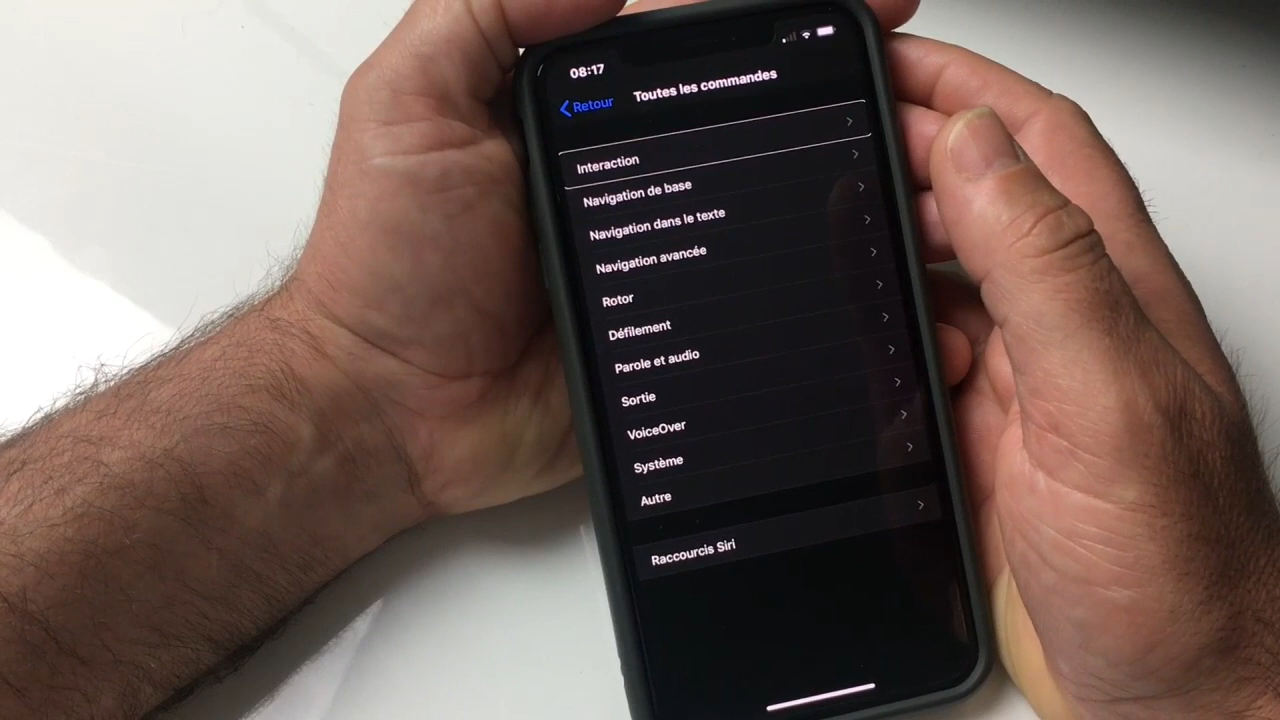 08:17
Retour
Toutes les commandes
Interaction
Navigation de base
Navigation dans le texte
Navigation avancée
Rotor
Défilement
Parole et audio
Sortie
VoiceOver
Système
Autre
Raccourcis Siri